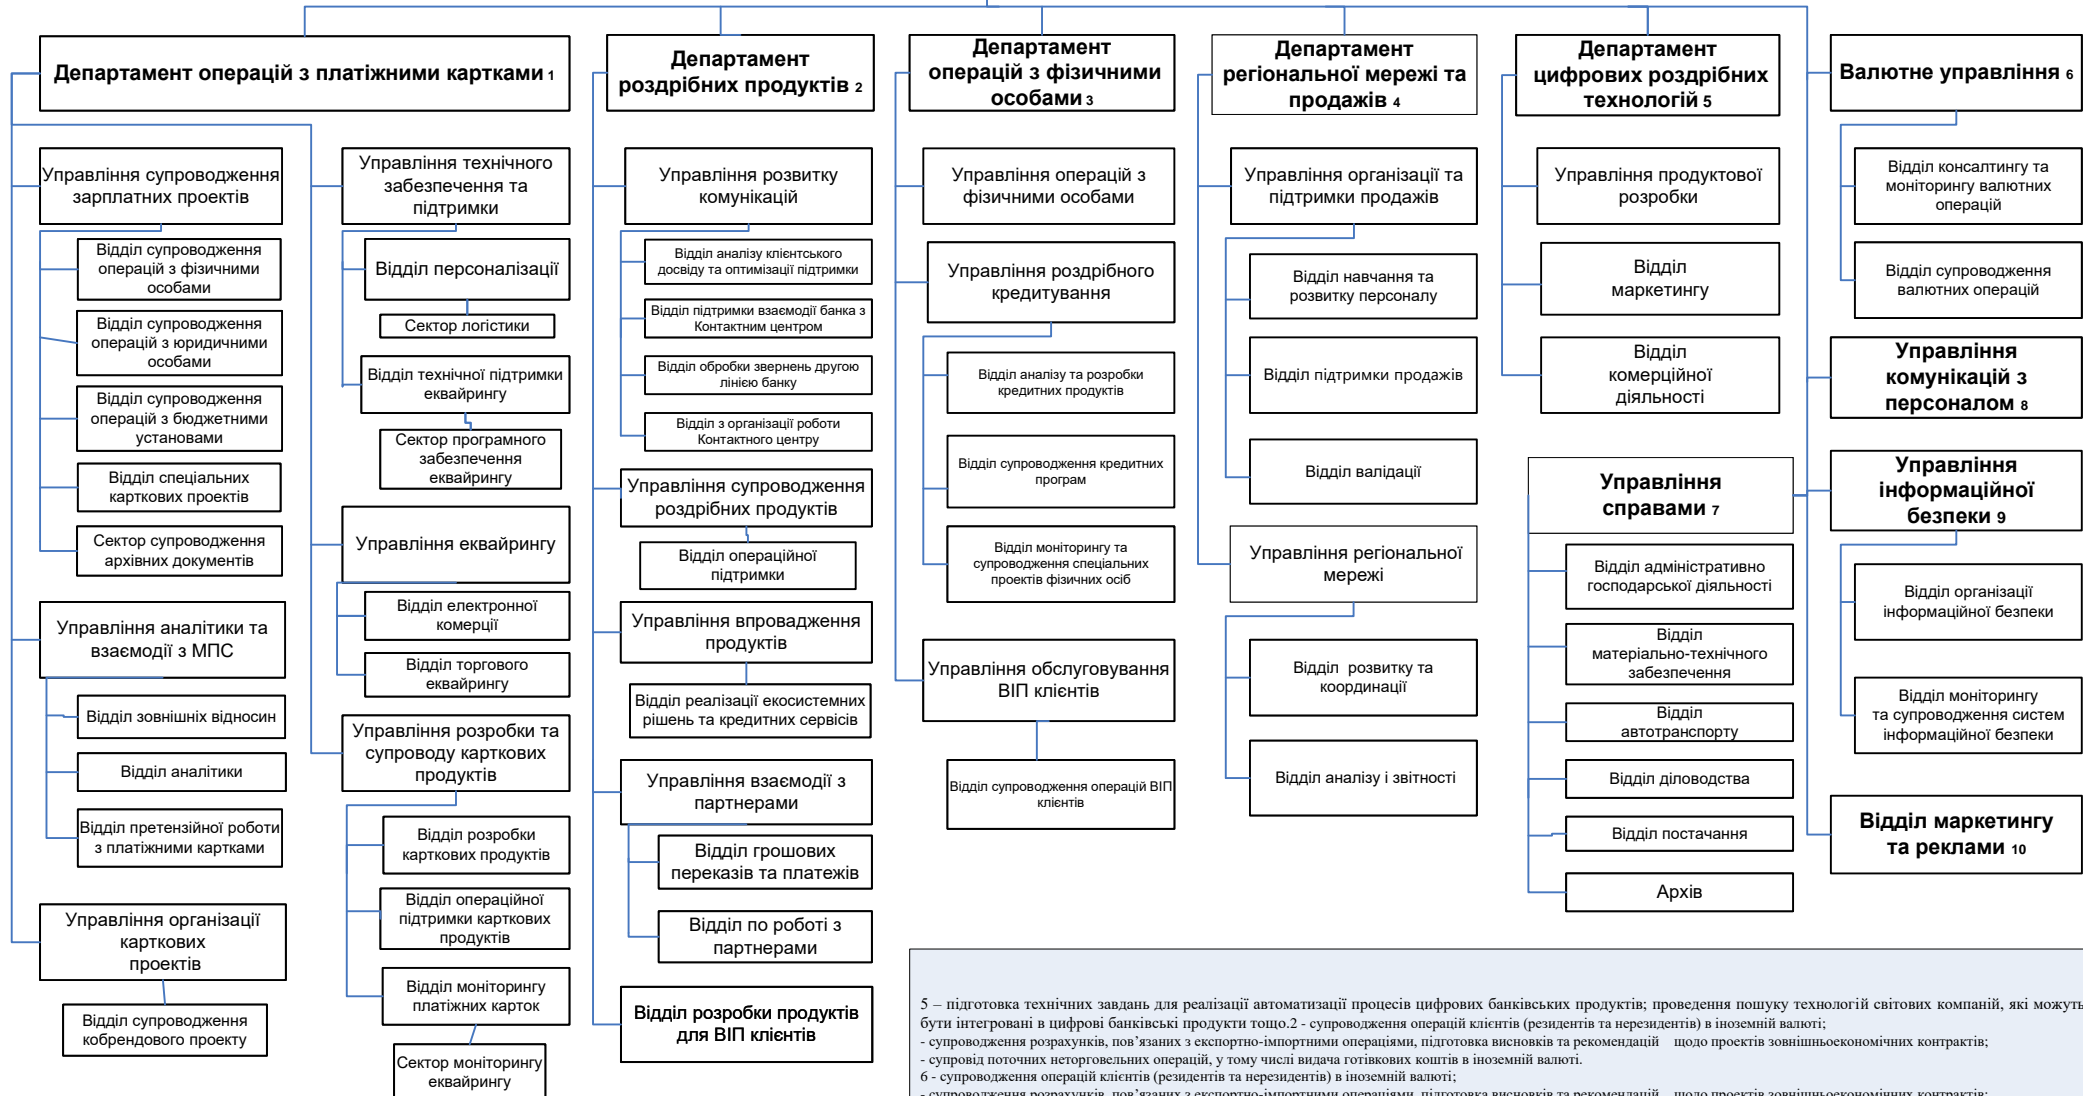 Департамент операцій з платіжними картками 1
Департамент
роздрібних продуктів 2
Департамент
операцій з фізичними
особами 3
Департамент
регіональної мережі та
продажів 4
Департамент
цифрових роздрібних
технологій 5
Валютне управління 6
Управління супроводження
зарплатних проектів
Відділ супроводження
операцій з фізичними
особами
Відділ супроводження
операцій з юридичними
особами
Відділ супроводження
операцій з бюджетними
установами
Відділ спеціальних
карткових проектів
Сектор супроводження
архівних документів
Управління аналітики та
взаємодії з МПС
Відділ зовнішніх відносин
Відділ аналітики
Відділ претензійної роботи
з платіжними картками
Управління організації
карткових
проектів
Відділ супроводження
кобрендового проекту
Управління технічного
забезпечення та
підтримки
Відділ персоналізації
Сектор логістики
Відділ технічної підтримки
еквайрингу
Сектор програмного
забезпечення
еквайрингу
Управління еквайрингу
Відділ електронної
комерції
Відділ торгового
еквайрингу
Управління розробки та
супроводу карткових
продуктів
Відділ розробки
карткових продуктів
Відділ операційної
підтримки карткових
продуктів
Відділ моніторингу
платіжних карток
Сектор моніторингу
еквайрингу
Управління розвитку
комунікацій
Відділ аналізу клієнтського
досвіду та оптимізації підтримки
Відділ підтримки взаємодії банка з
Контактним центром
Відділ обробки звернень другою
лінією банку
Відділ з організації роботи
Контактного центру
Управління супроводження
роздрібних продуктів
Відділ операційної
підтримки
Управління впровадження
продуктів
Відділ реалізації екосистемних
рішень та кредитних сервісів
Управління взаємодії з
партнерами
Відділ грошових
переказів та платежів
Відділ по роботі з
партнерами
Відділ розробки продуктів
для ВІП клієнтів
Управління операцій з
фізичними особами
Управління роздрібного
кредитування
Відділ аналізу та розробки
кредитних продуктів
Відділ супроводження кредитних
програм
Відділ моніторингу та
супроводження спеціальних
проектів фізичних осіб
Управління обслуговування
ВІП клієнтів
Відділ супроводження операцій ВІП
клієнтів
Управління організації та
підтримки продажів
Відділ навчання та
розвитку персоналу
Відділ підтримки продажів
Відділ валідації
Управління регіональної
мережі
Відділ розвитку та
координації
Відділ аналізу і звітності
Управління продуктової
розробки
Відділ
маркетингу
Відділ
комерційної
діяльності
Управління
справами 7
Відділ адміністративно
господарської діяльності
Відділ
матеріально-технічного
забезпечення
Відділ
автотранспорту
Відділ діловодства
Відділ постачання
Архів
Відділ консалтингу та
моніторингу валютних
операцій
Відділ супроводження
валютних операцій
Управління
комунікацій з
персоналом 8
Управління
інформаційної
безпеки 9
Відділ організації
інформаційної безпеки
Відділ моніторингу
та супроводження систем
інформаційної безпеки
Відділ маркетингу
та реклами 10
5 – підготовка технічних завдань для реалізації автоматизації процесів цифрових банківських продуктів; проведення пошуку технологій світових компаній, які можуть
бути інтегровані в цифрові банківські продукти тощо.2 - супроводження операцій клієнтів (резидентів та нерезидентів) в іноземній валюті;
- супроводження розрахунків, пов’язаних з експортно-імпортними операціями, підготовка висновків та рекомендацій щодо проектів зовнішньоекономічних контрактів;
- супровід поточних неторговельних операцій, у тому числі видача готівкових коштів в іноземній валюті.
6 - супроводження операцій клієнтів (резидентів та нерезидентів) в іноземній валюті;
- супроводження розрахунків, пов’язаних з експортно-імпортними операціями, підготовка висновків та рекомендацій щодо проектів зовнішньоекономічних контрактів;